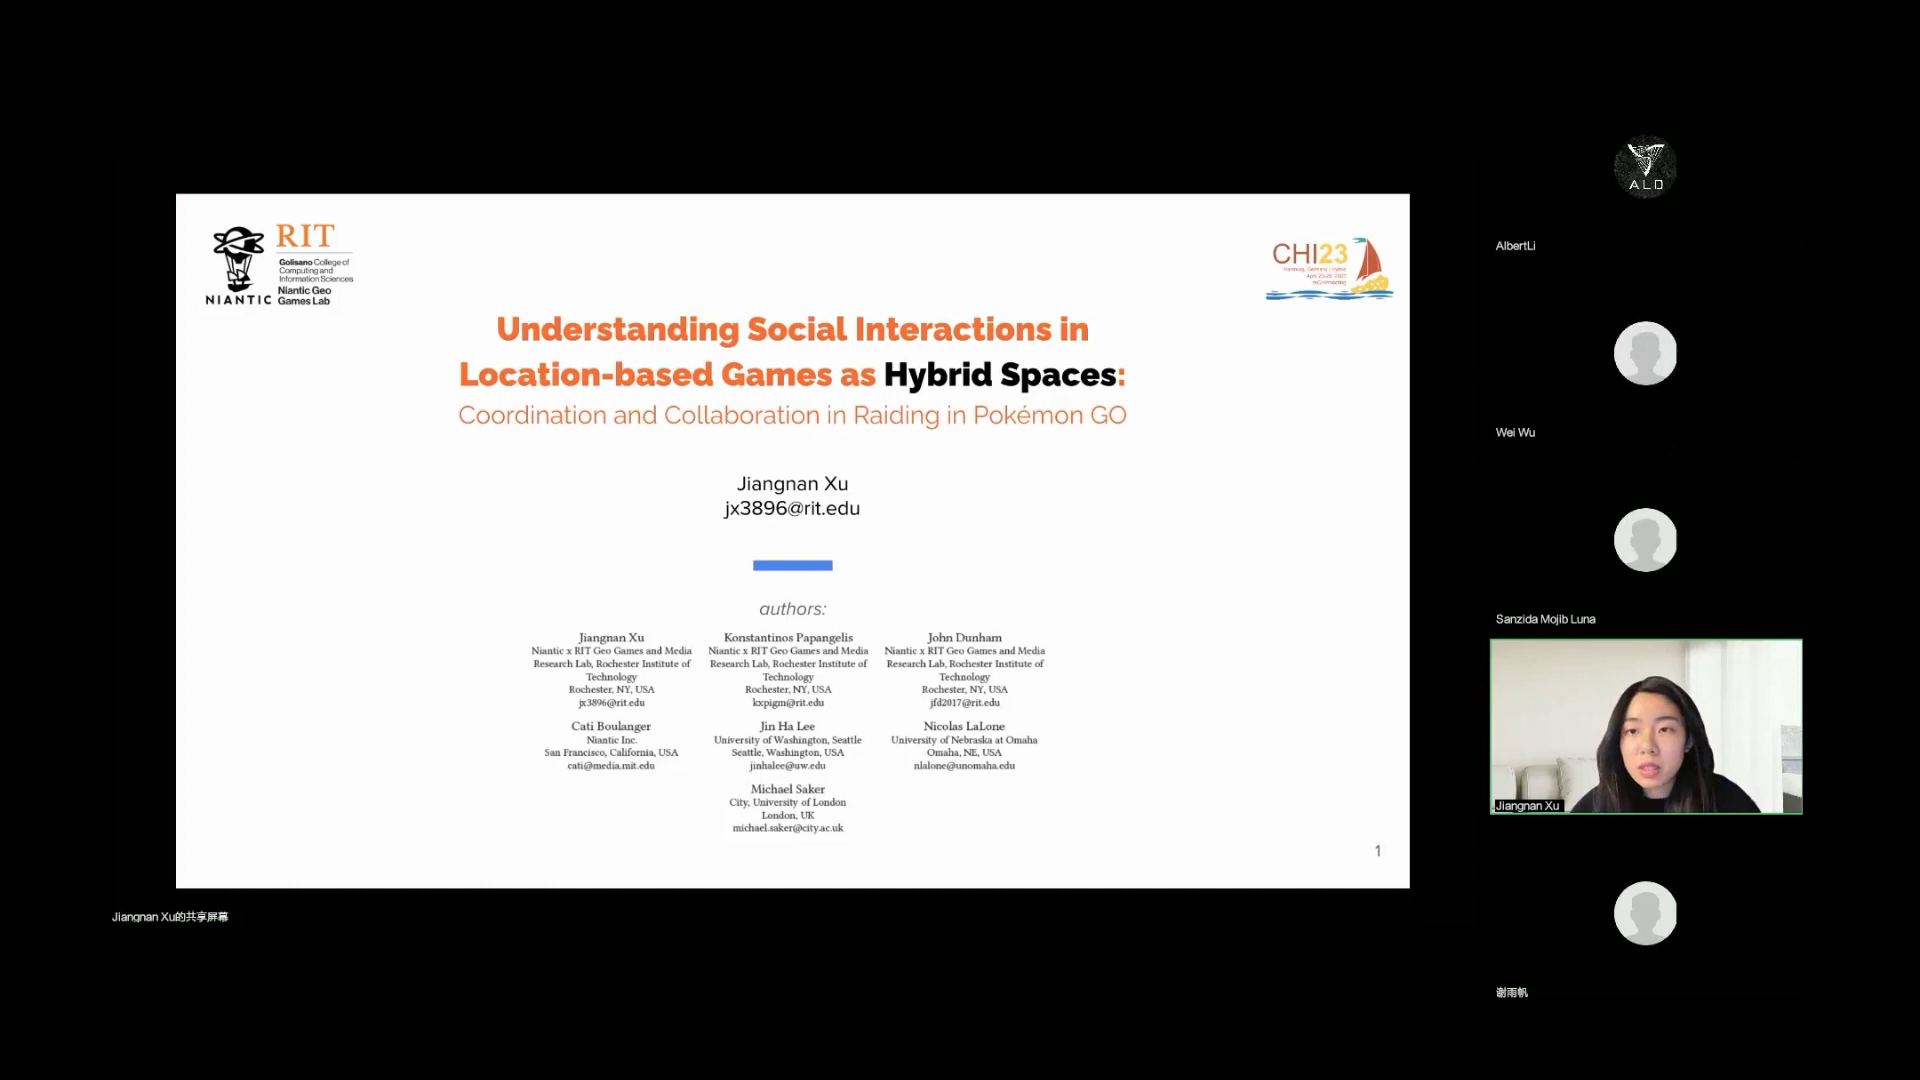 NIANTIC
RIT
Golisano College of
Computing and
Information Sciences
Niantic Geo
Games Lab
CHI23
Hamburg, Germany | Hybrid
April 23-28, 2023
Understanding Social Interactions in
Location-based Games as Hybrid Spaces:
Coordination and Collaboration in Raiding in Pokémon GO
Jiangnan Xu
jx3896@rit.edu
authors:
Jiangnan Xu
Niantic x RIT Geo Games and Media
Research Lab, Rochester Institute of
Technology
Rochester, NY, USA
jx3896@rit.edu
Konstantinos Papangelis
Niantic x RIT Geo Games and Media
Research Lab, Rochester Institute of
Technology
Rochester, NY, USA
kxpigm@rit.edu
John Dunham
Niantic x RIT Geo Games and Media
Research Lab, Rochester Institute of
Technology
Rochester, NY, USA
jfd2017@rit.edu
Cati Boulanger
Niantic Inc.
San Francisco, California, USA
cati@media.mit.edu
Jin Ha Lee
University of Washington, Seattle
Seattle, Washington, USA
jinhalee@uw.edu
Nicolas LaLone
University of Nebraska at Omaha
Omaha, NE, USA
nlalone@unomaha.edu
Michael Saker
City, University of London
London, UK
michael.saker@city.ac.uk
1
Jiangnan Xu的共享屏幕
ALD
AlbertLi
Wei Wu
Sanzida Mojib Luna
Jiangnan Xu
谢雨帆